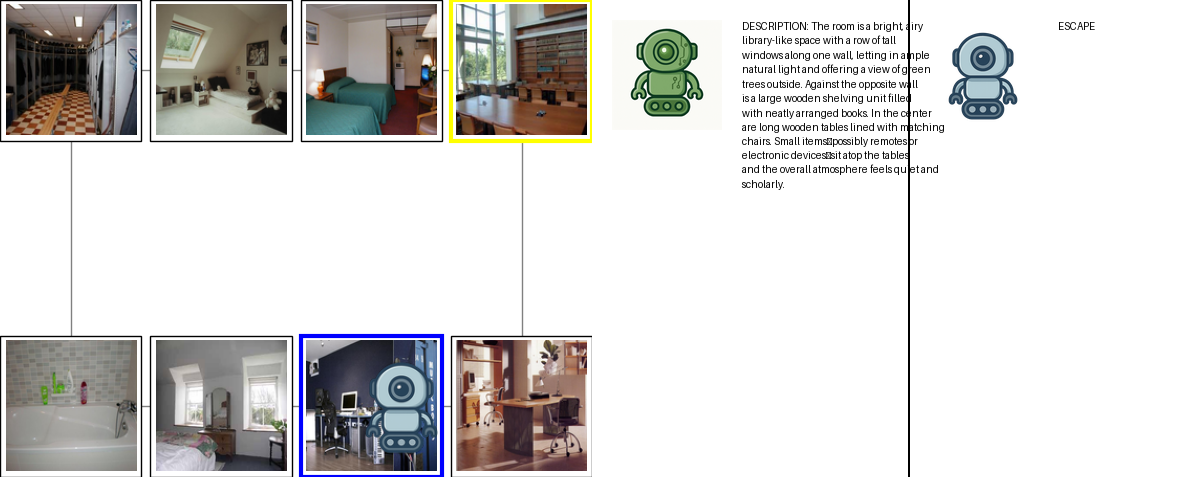 DESCRIPTION: The room is a bright, airy
library-like space with a row of tall
windows along one wall, letting in ample
natural light and offering a view of green
trees outside. Against the opposite wall
is a large wooden shelving unit filled
with neatly arranged books. In the center
are long wooden tables lined with matching
chairs. Small items▯possibly remotes or
electronic devices▯sit atop the tables,
and the overall atmosphere feels quiet and
scholarly.
ESCAPE